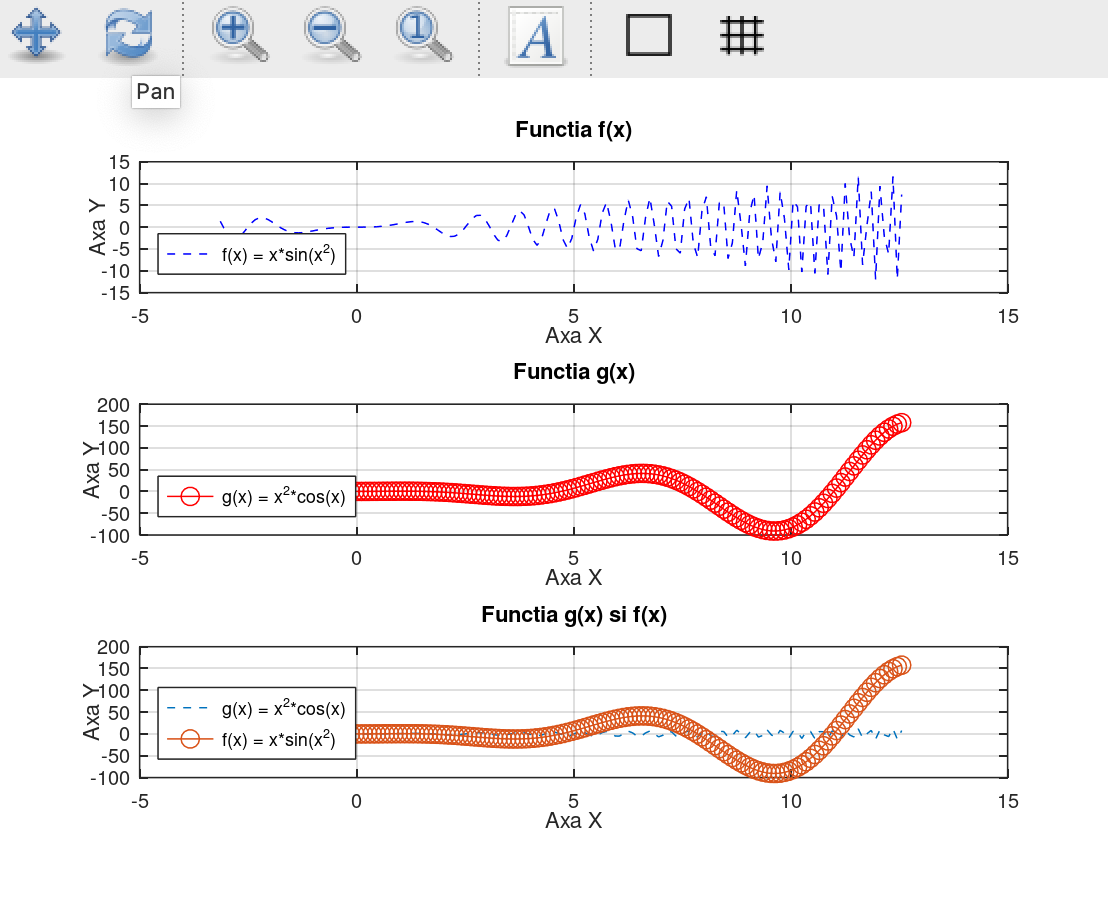 1 A
Pan
Functia f(x)
15
10
5
0
-5
-10
-15
Axa Y
f(x) = x*sin(x²)
-5 0 5 10 15
Axa X
Functia g(x)
200
150
100
50
0
-50
-100
Axa Y
g(x) = x²*cos(x)
-5 0 5 10 15
Axa X
Functia g(x) si f(x)
200
150
100
50
0
-50
-100
Axa Y
g(x) = x²*cos(x)
f(x) = x*sin(x²)
-5 0 5 10 15
Axa X